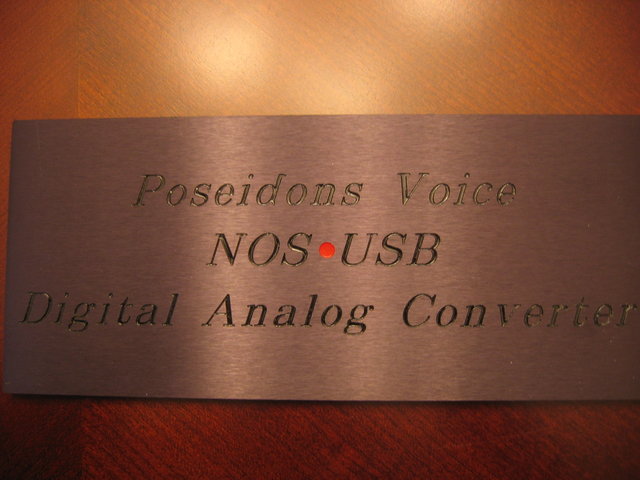 Poseidons Voice
NOS•USB
Digital Analog Converter